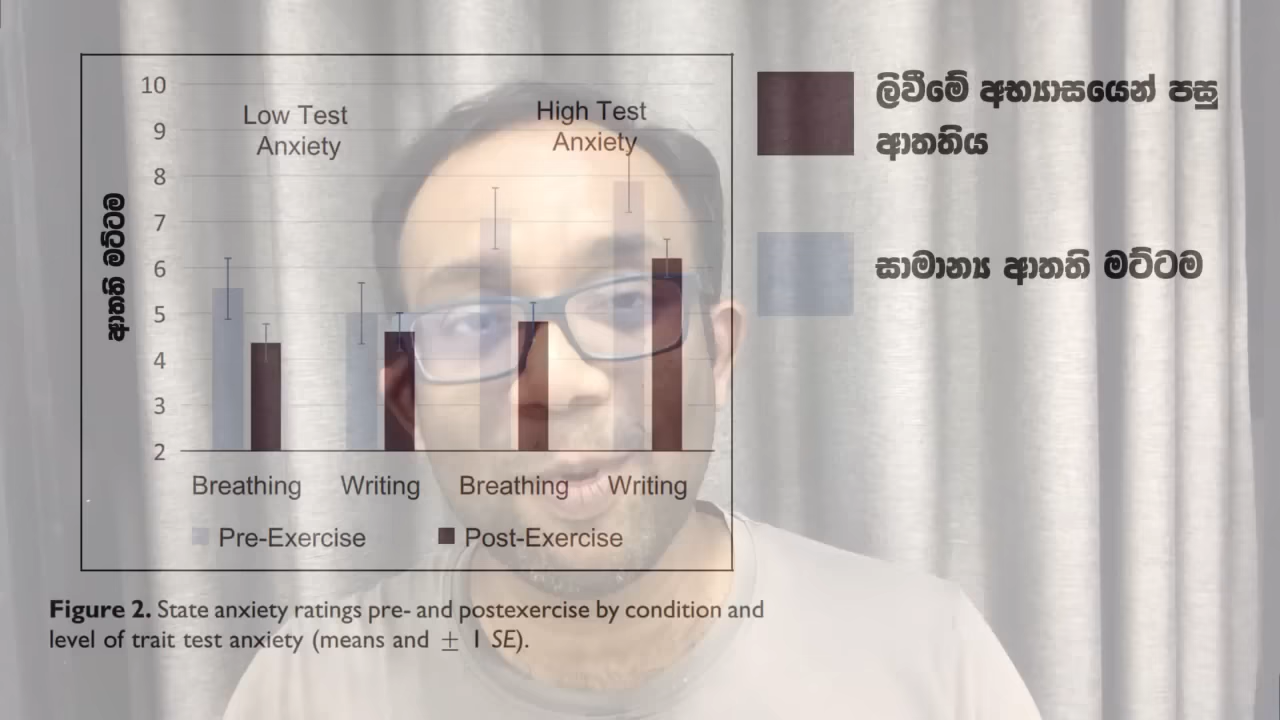 10
9
8
7
6
5
4
3
2
ආතති මට්ටම
Low Test
Anxiety
High Test
Anxiety
Breathing
Writing
Breathing
Writing
Pre-Exercise
Post-Exercise
Figure 2. State anxiety ratings pre- and postexercise by condition and
level of trait test anxiety (means and ± 1 SE).
ලිවීමේ අභ්‍යාසයෙන් පසු
ආතතිය
සාමාන්‍ය ආතති මට්ටම